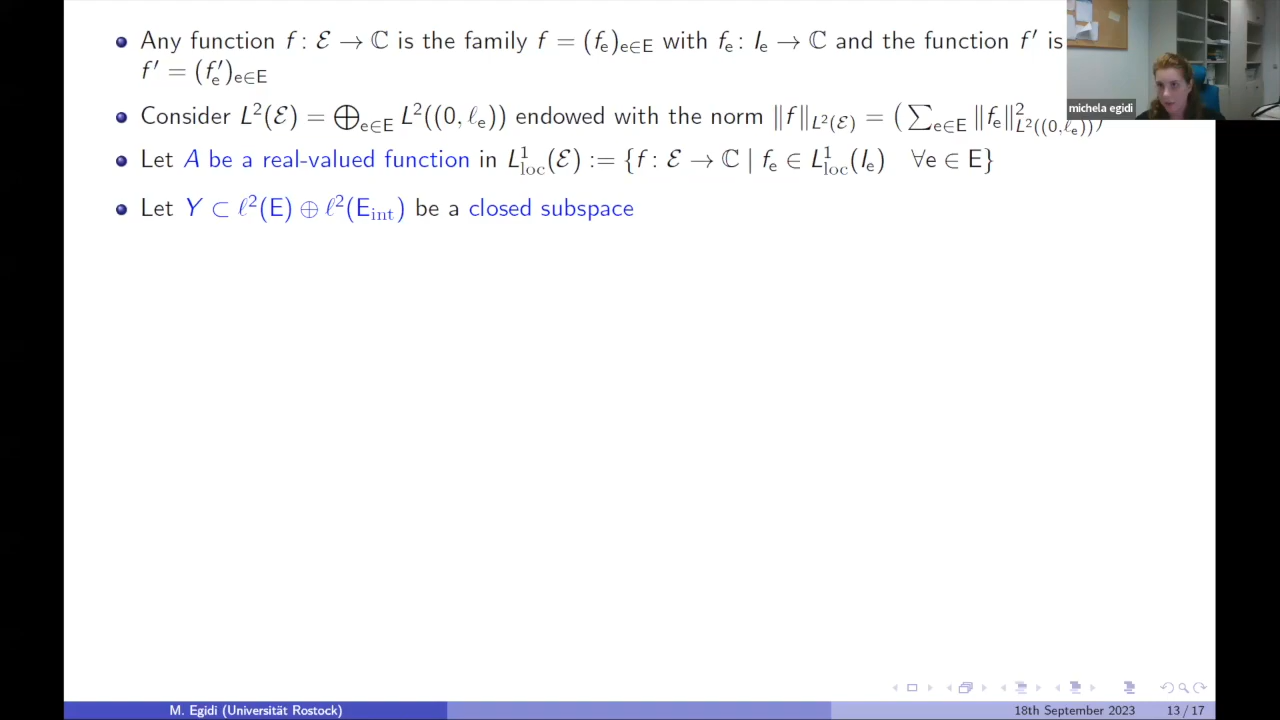 Any function f : ℰ → ℂ is the family f = (f_e)_{e∈E} with f_e : I_e → ℂ and the function f′ is
f′ = (f′_e)_{e∈E}
Consider L²(ℰ) = ⊕_{e∈E} L²((0, ℓ_e)) endowed with the norm ‖f‖_{L²(ℰ)} = (∑_{e∈E} ‖f_e‖²_{L²((0,ℓ_e))})
Let A be a real-valued function in L¹_loc(ℰ) := {f : ℰ → ℂ | f_e ∈ L¹_loc(I_e) ∀e ∈ E}
Let Y ⊂ ℓ²(E) ⊕ ℓ²(E_int) be a closed subspace
michela egidi
M. Egidi (Universität Rostock)
18th September 2023
13 / 17